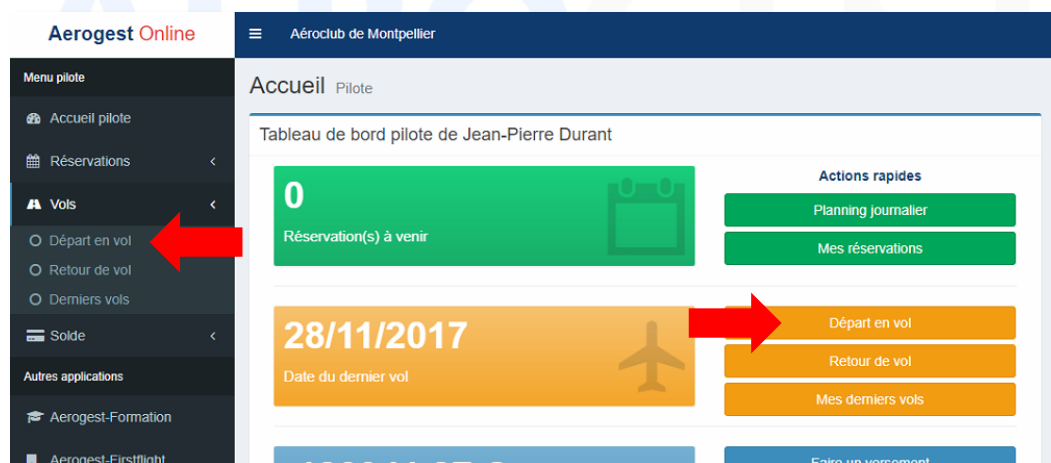 Aerogest Online
Aéroclub de Montpellier
Menu pilote
Accueil pilote
Réservations
Vols
Départ en vol
Retour de vol
Derniers vols
Solde
Autres applications
Aerogest-Formation
Aerogest-Firstflight
Accueil Pilote
Tableau de bord pilote de Jean-Pierre Durant
0
Réservation(s) à venir
Actions rapides
Planning journalier
Mes réservations
28/11/2017
Date du dernier vol
Départ en vol
Retour de vol
Mes derniers vols
Faire un versement